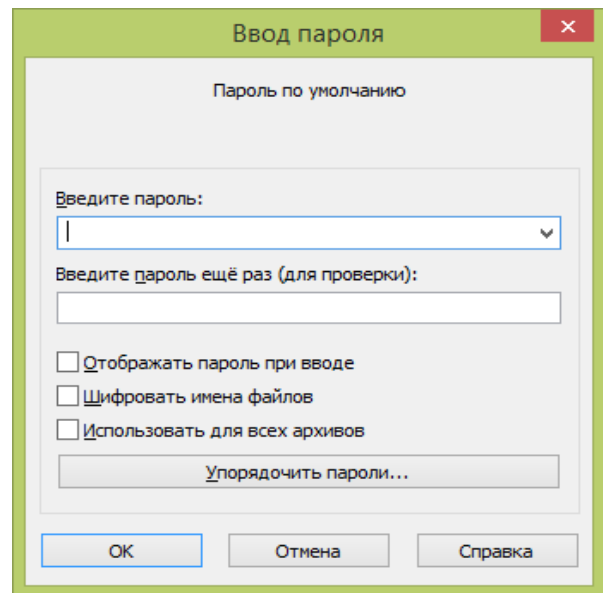 Ввод пароля
Пароль по умолчанию
Введите пароль:
Введите пароль ещё раз (для проверки):
Отображать пароль при вводе
Шифровать имена файлов
Использовать для всех архивов
Упорядочить пароли...
ОК Отмена Справка